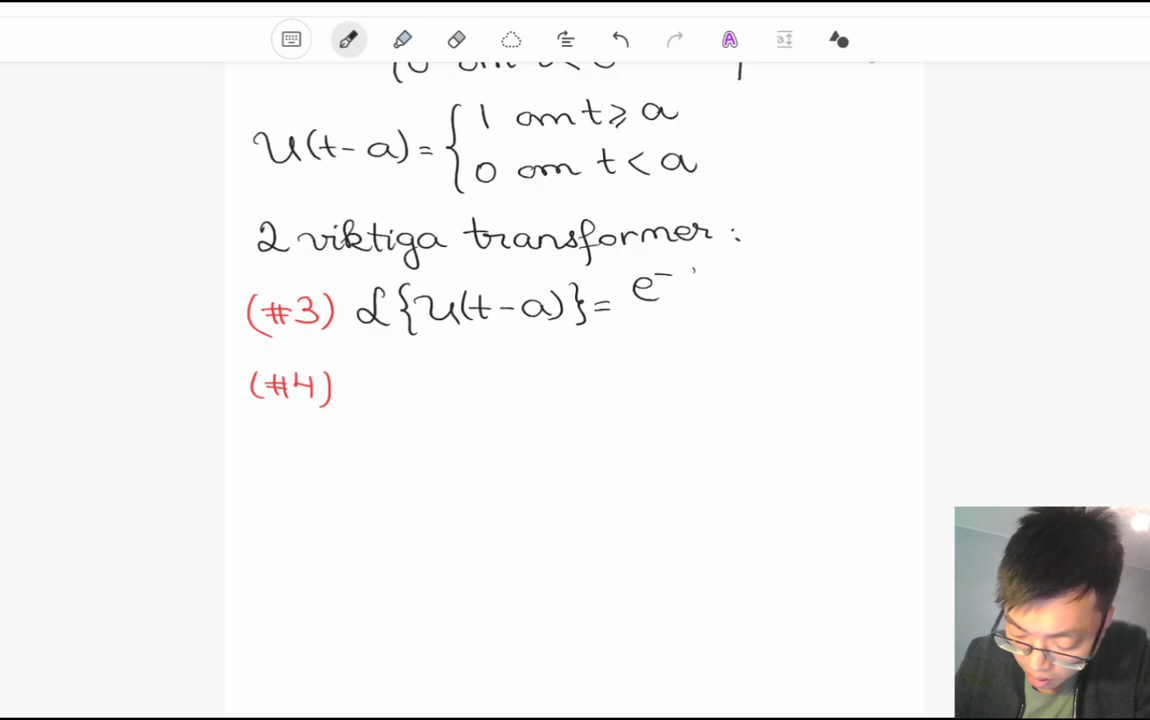 U(t-a) = { 1 om t ≥ a
0 om t < a
2 viktiga transformer :
(#3) L{U(t-a)} = e⁻
(#4)